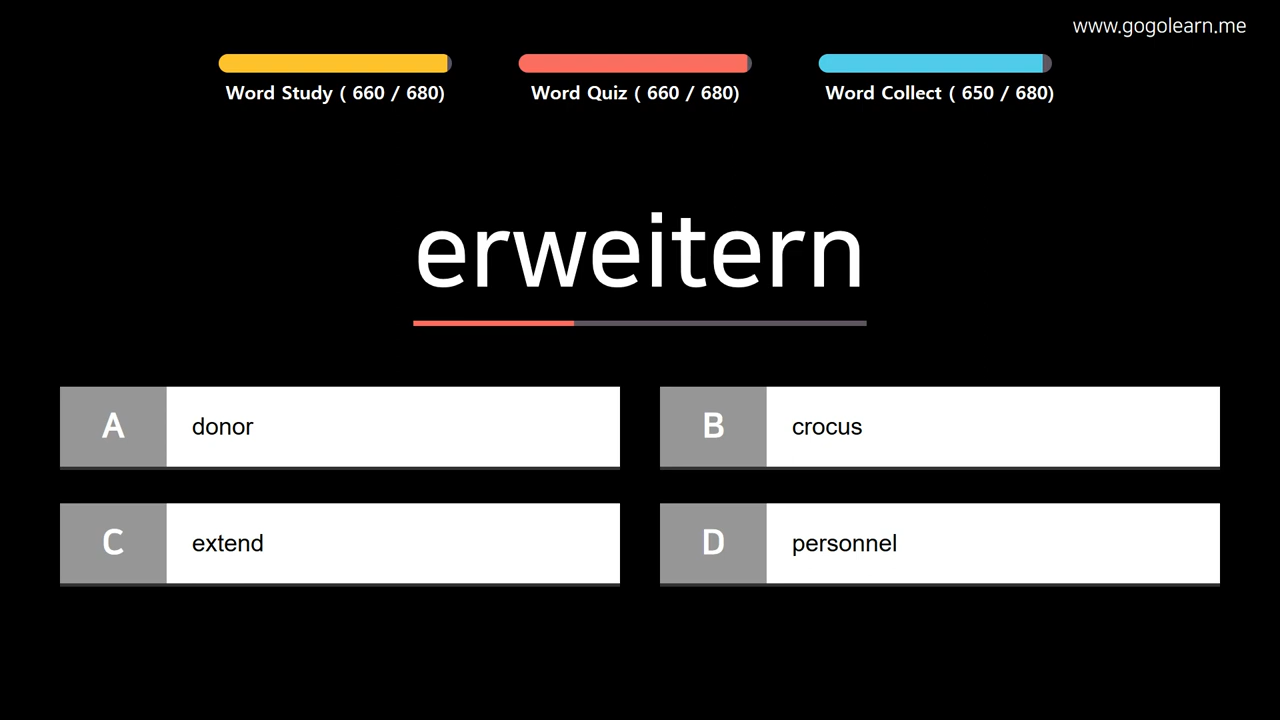 www.gogolearn.me
Word Study ( 660 / 680)
Word Quiz ( 660 / 680)
Word Collect ( 650 / 680)
erweitern
A donor
B crocus
C extend
D personnel